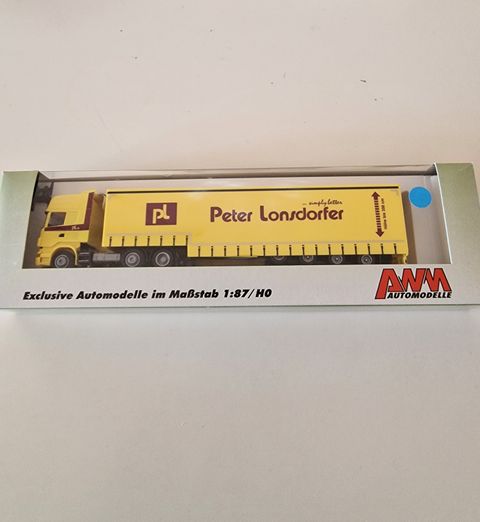 pl
... simply better
Peter Lonsdorfer
Exclusive Automodelle im Maßstab 1:87/H0
AWM
AUTOMODELLE